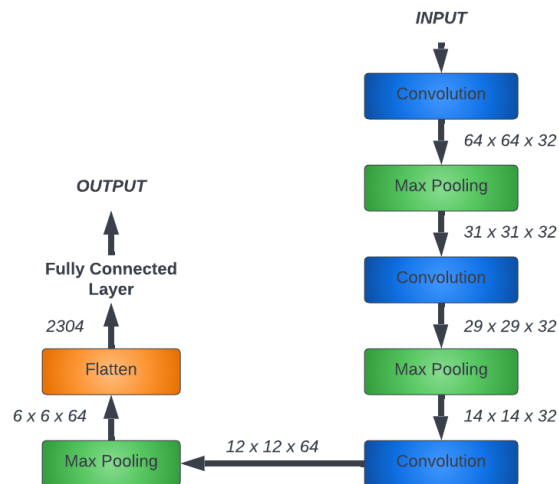 INPUT
Convolution
64 x 64 x 32
Max Pooling
31 x 31 x 32
Convolution
29 x 29 x 32
Max Pooling
14 x 14 x 32
Convolution
12 x 12 x 64
Max Pooling
6 x 6 x 64
Flatten
2304
Fully Connected
Layer
OUTPUT